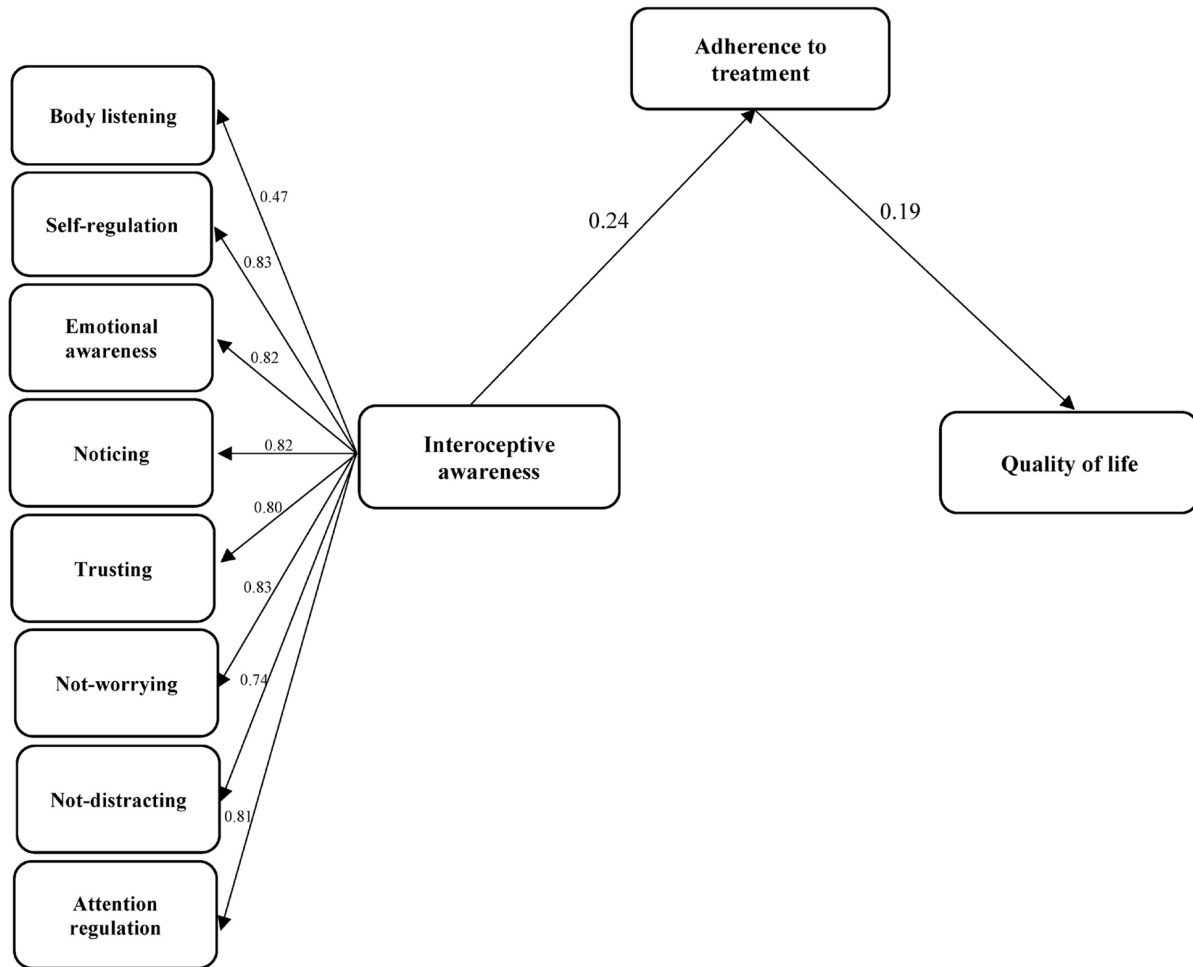 Adherence to
treatment
Body listening
0.47
Self-regulation
0.24
0.19
0.83
Emotional
awareness
0.82
Noticing
0.82
Interoceptive
awareness
Quality of life
0.80
Trusting
0.83
Not-worrying
0.74
Not-distracting
0.81
Attention
regulation